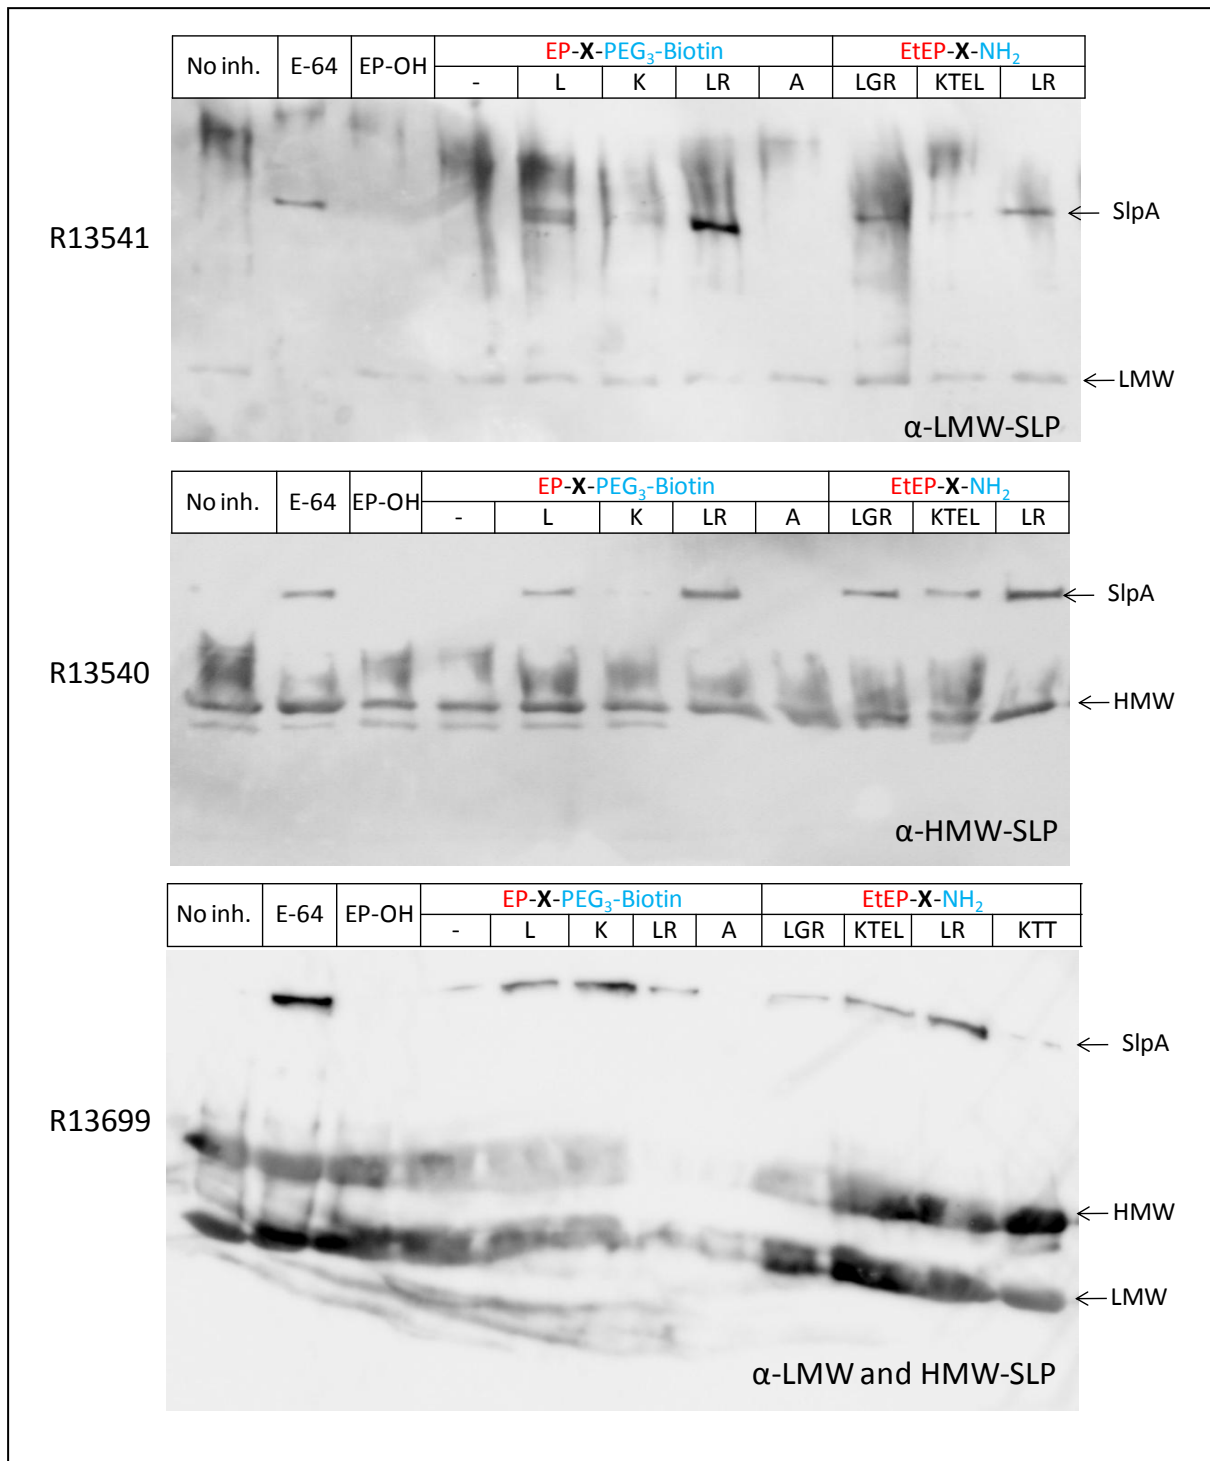 No inh. E-64 EP-OH EP-X-PEG₃-Biotin EtEP-X-NH₂
- L K LR A LGR KTEL LR
R13541
SlpA
LMW
α-LMW-SLP
No inh. E-64 EP-OH EP-X-PEG₃-Biotin EtEP-X-NH₂
- L K LR A LGR KTEL LR
SlpA
R13540
HMW
α-HMW-SLP
No inh. E-64 EP-OH EP-X-PEG₃-Biotin EtEP-X-NH₂
- L K LR A LGR KTEL LR KTT
SlpA
R13699
HMW
LMW
α-LMW and HMW-SLP